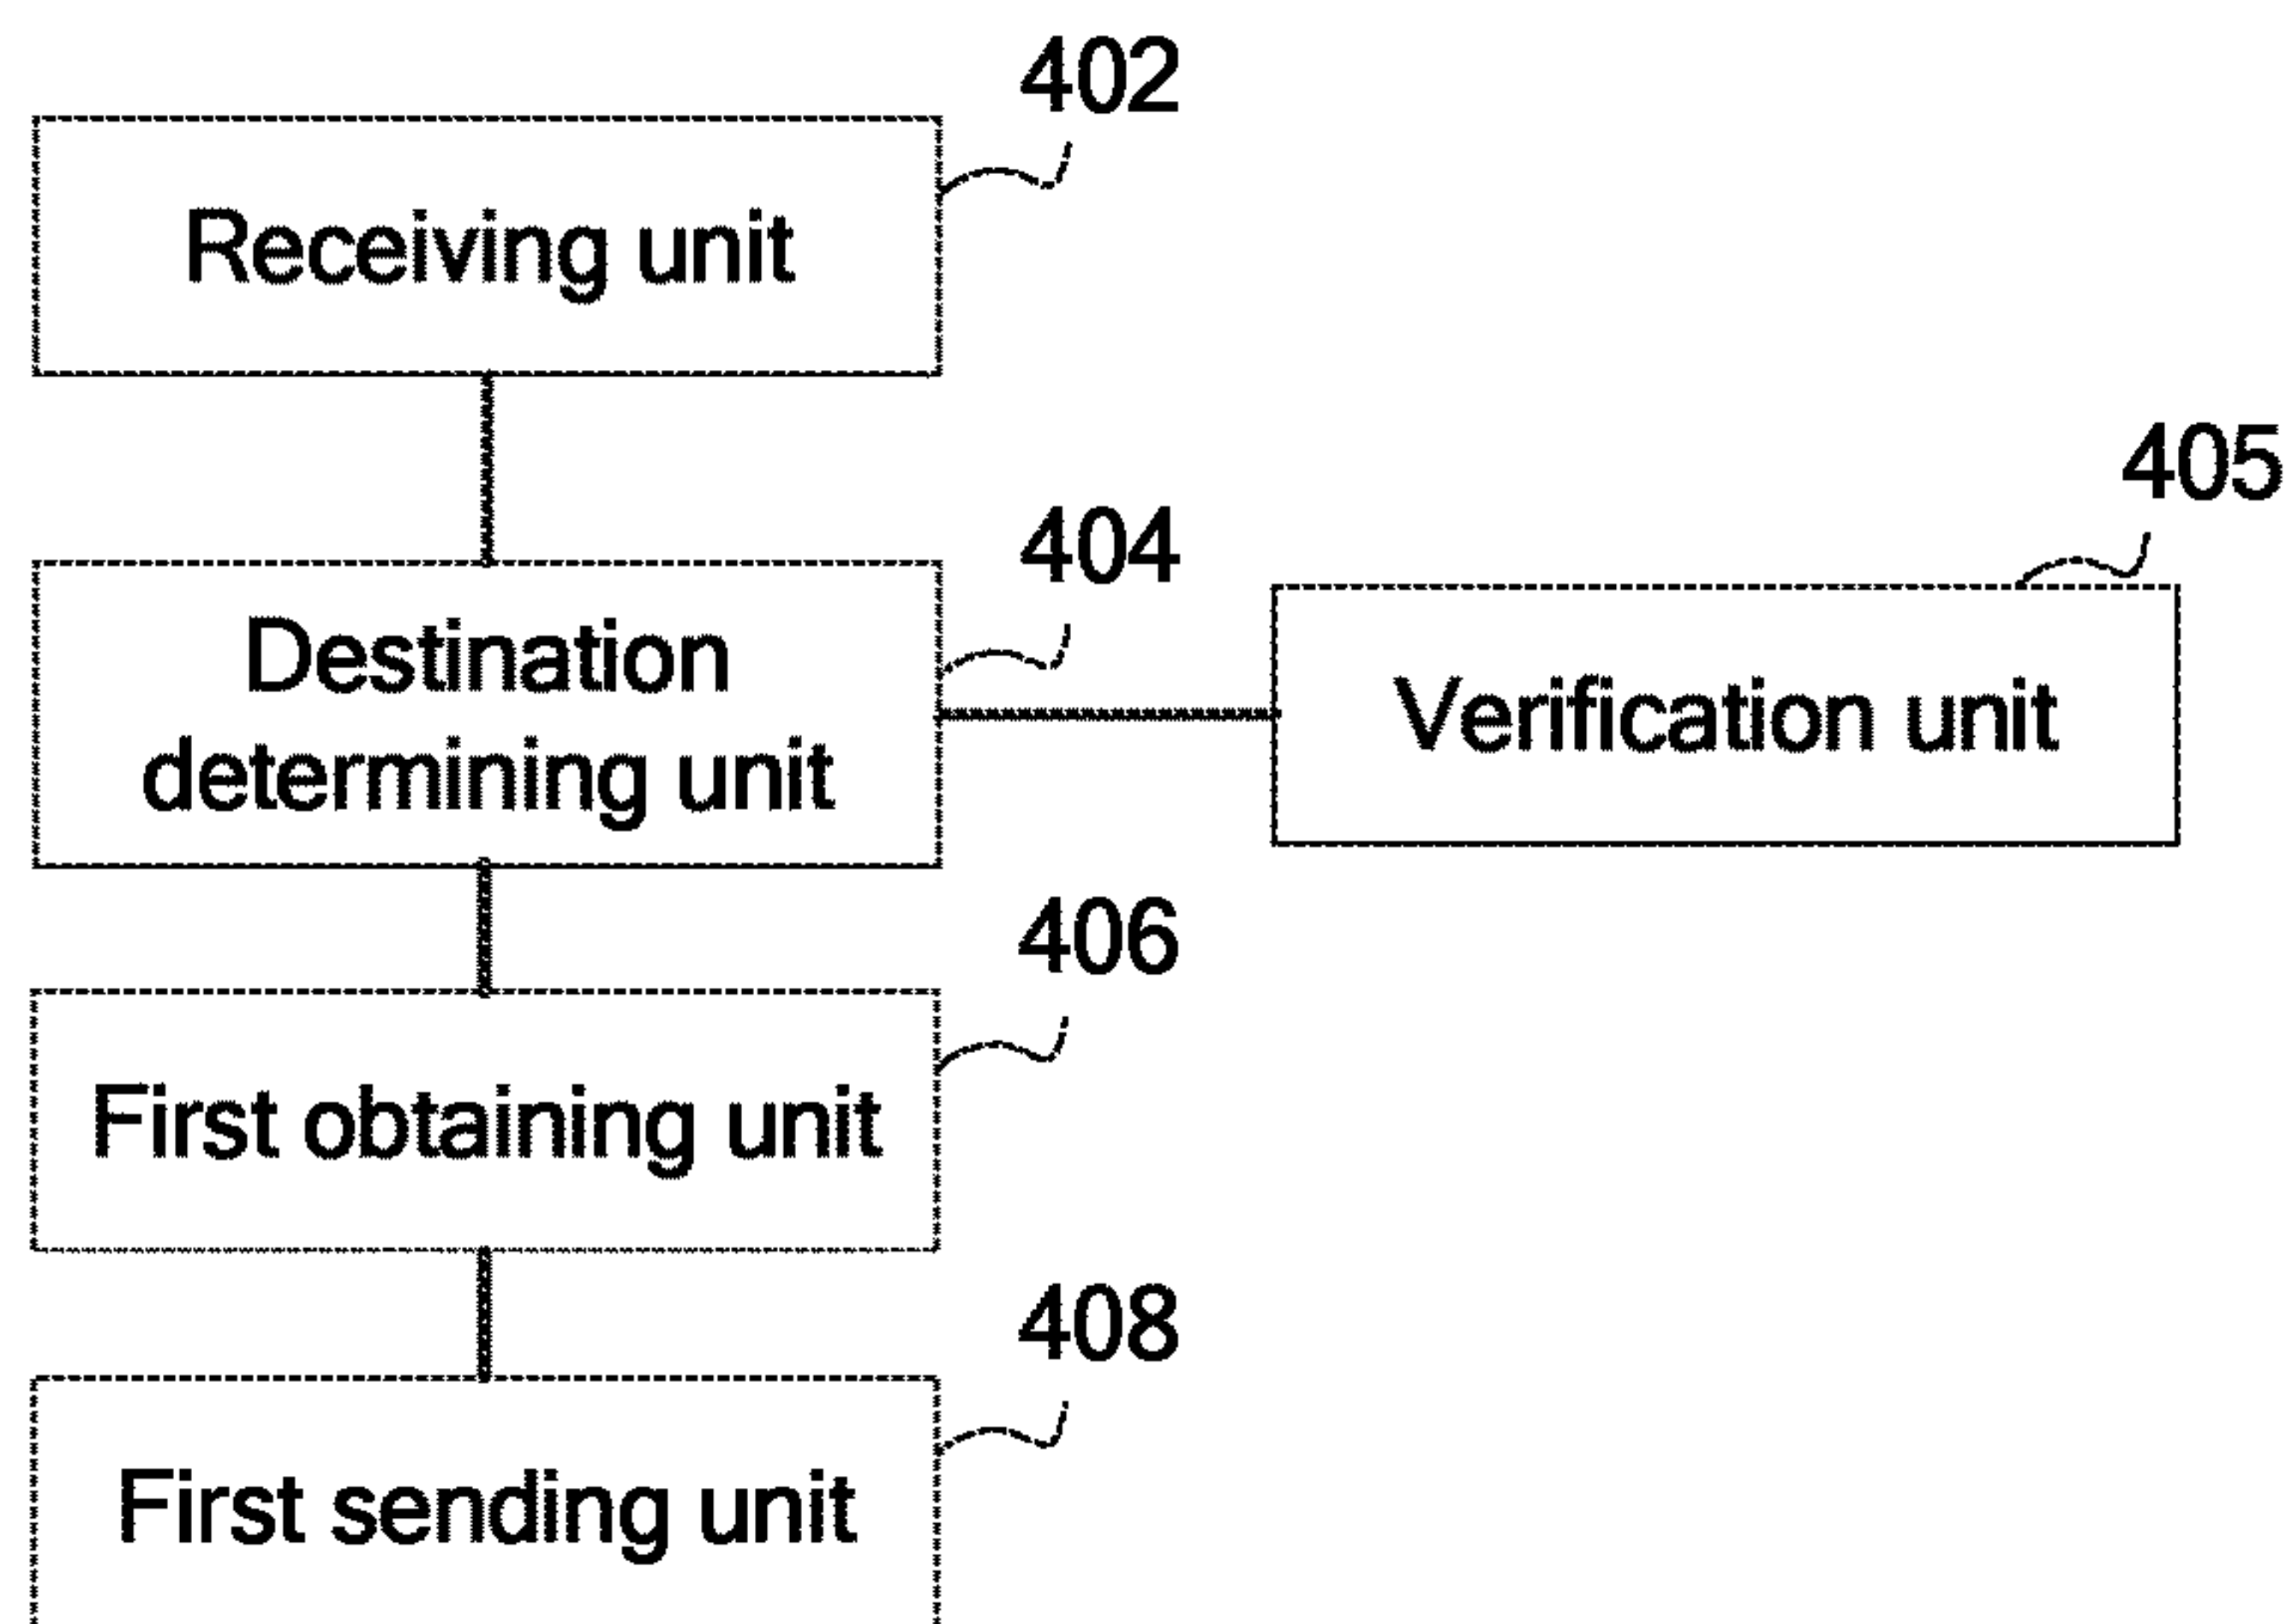 402
Receiving unit
404
405
Destination
determining unit
Verification unit
406
First obtaining unit
408
First sending unit